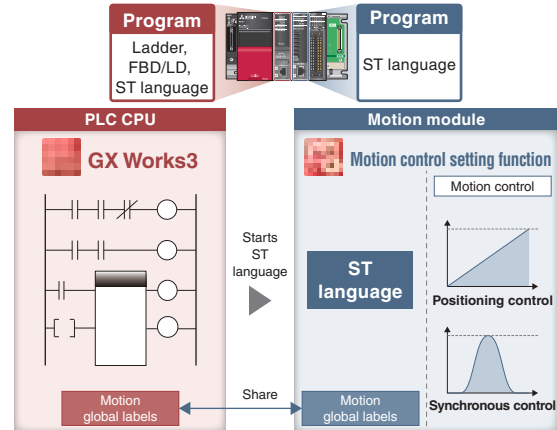 Program
Ladder,
FBD/LD,
ST language
Program
ST language
PLC CPU
GX Works3
Starts
ST
language
Motion module
Motion control setting function
Motion control
ST
language
Positioning control
Synchronous control
Motion
global labels
Share
Motion
global labels